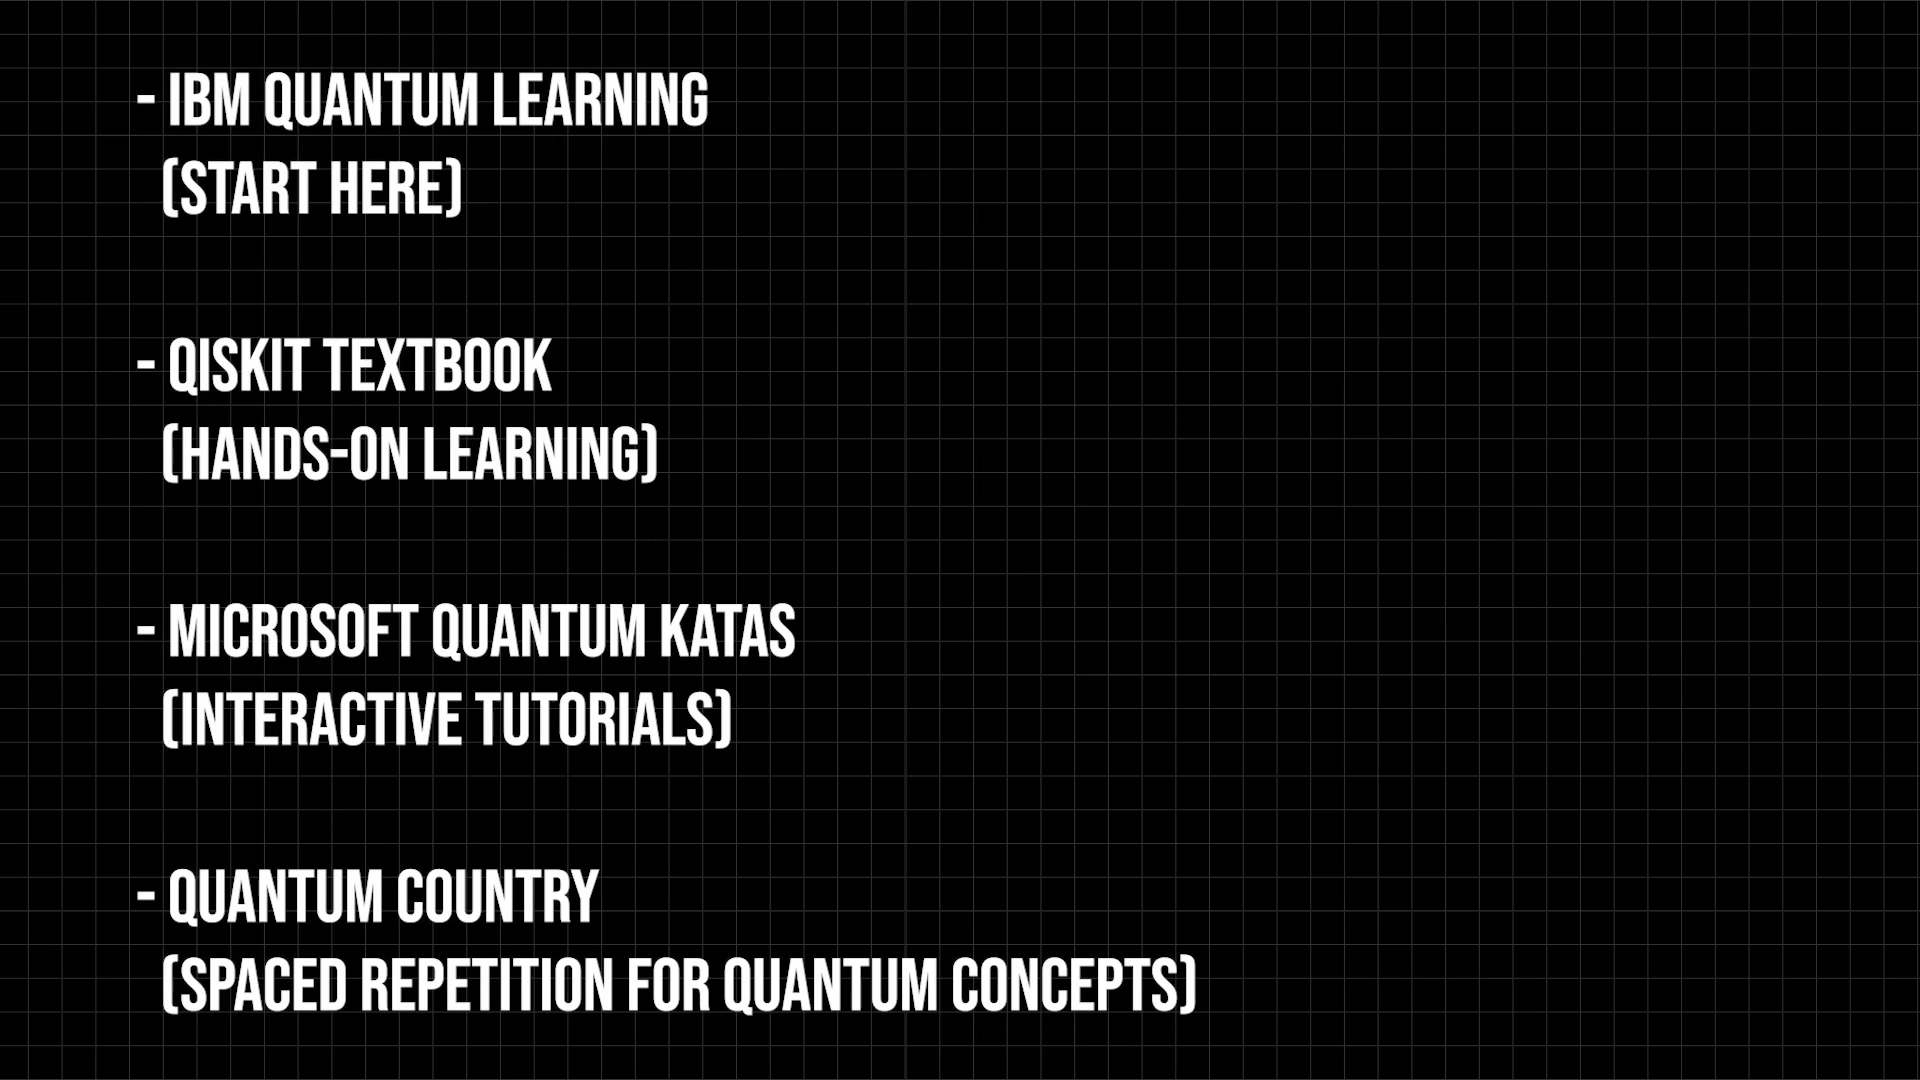 - IBM QUANTUM LEARNING
(START HERE)
- QISKIT TEXTBOOK
(HANDS-ON LEARNING)
- MICROSOFT QUANTUM KATAS
(INTERACTIVE TUTORIALS)
- QUANTUM COUNTRY
(SPACED REPETITION FOR QUANTUM CONCEPTS)